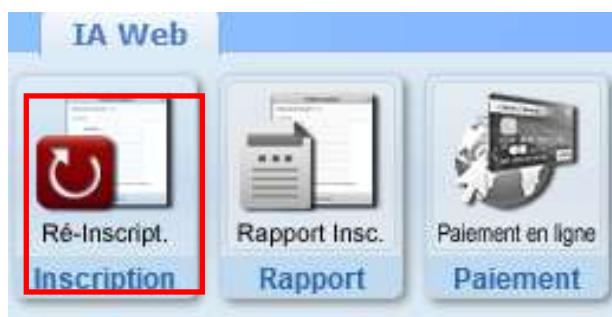 IA Web
Ré-Inscript. Rapport Insc. Paiement en ligne
Inscription Rapport Paiement